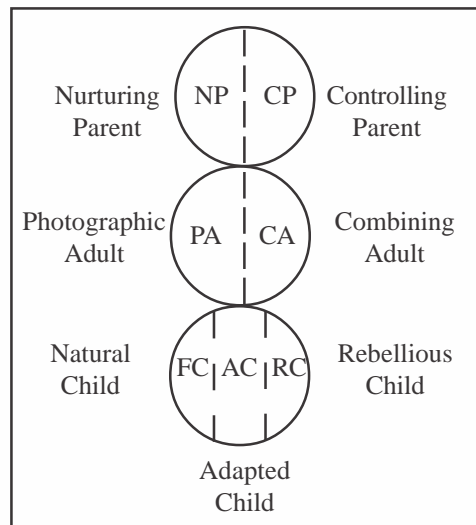 Nurturing
Parent
NP
CP
Controlling
Parent
Photographic
Adult
PA
CA
Combining
Adult
Natural
Child
FC
AC
RC
Rebellious
Child
Adapted
Child